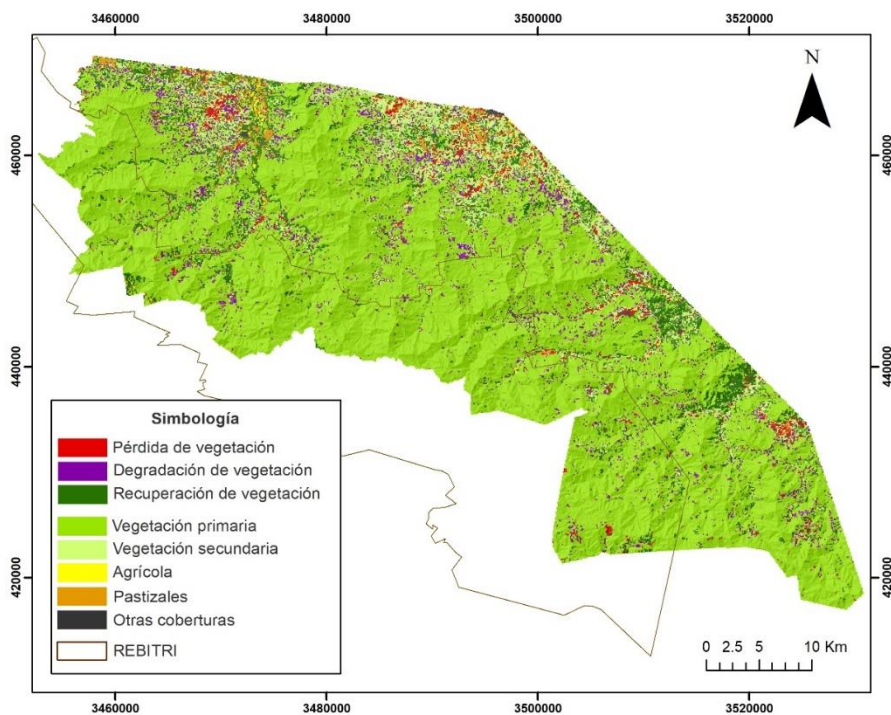 3460000 3480000 3500000 3520000
N
460000 460000
440000 440000
420000 420000
Simbología
Pérdida de vegetación
Degradación de vegetación
Recuperación de vegetación
Vegetación primaria
Vegetación secundaria
Agrícola
Pastizales
Otras coberturas
REBITRI
0 2.5 5 10 Km
3460000 3480000 3500000 3520000